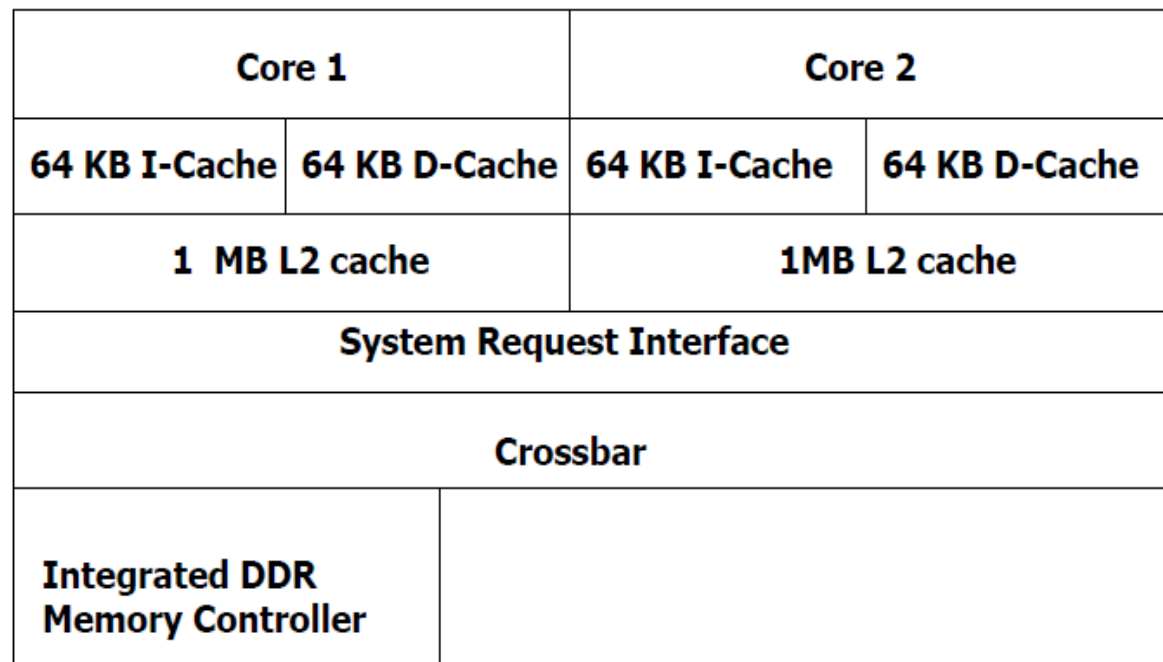 Core 1
Core 2
64 KB I-Cache
64 KB D-Cache
64 KB I-Cache
64 KB D-Cache
1  MB L2 cache
1MB L2 cache
System Request Interface
Crossbar
Integrated DDR
Memory Controller